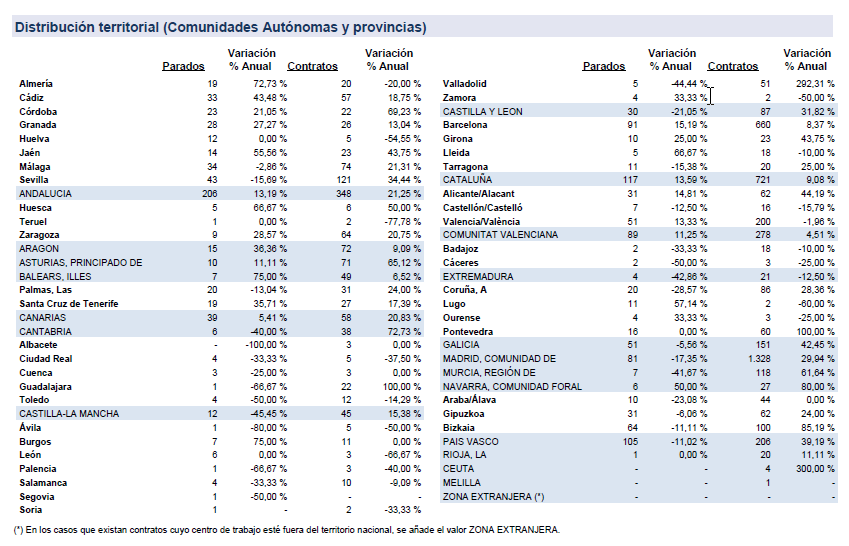 Distribución territorial (Comunidades Autónomas y provincias)
Parados Variación % Anual Contratos Variación % Anual
Almería 19 72,73 % 20 -20,00 %
Cádiz 33 43,48 % 57 18,75 %
Córdoba 23 21,05 % 22 69,23 %
Granada 28 27,27 % 26 13,04 %
Huelva 12 0,00 % 5 -54,55 %
Jaén 14 55,56 % 23 43,75 %
Málaga 34 -2,86 % 74 21,31 %
Sevilla 43 -15,69 % 121 34,44 %
ANDALUCIA 206 13,19 % 348 21,25 %
Huesca 5 66,67 % 6 50,00 %
Teruel 1 0,00 % 2 -77,78 %
Zaragoza 9 28,57 % 64 20,75 %
ARAGON 15 36,36 % 72 9,09 %
ASTURIAS, PRINCIPADO DE 10 11,11 % 71 65,12 %
BALEARS, ILLES 7 75,00 % 49 6,52 %
Palmas, Las 20 -13,04 % 31 24,00 %
Santa Cruz de Tenerife 19 35,71 % 27 17,39 %
CANARIAS 39 5,41 % 58 20,83 %
CANTABRIA 6 -40,00 % 38 72,73 %
Albacete - -100,00 % 3 0,00 %
Ciudad Real 4 -33,33 % 5 -37,50 %
Cuenca 3 -25,00 % 3 0,00 %
Guadalajara 1 -66,67 % 22 100,00 %
Toledo 4 -50,00 % 12 -14,29 %
CASTILLA-LA MANCHA 12 -45,45 % 45 15,38 %
Ávila 1 -80,00 % 5 -50,00 %
Burgos 7 75,00 % 11 0,00 %
León 6 0,00 % 3 -66,67 %
Palencia 1 -66,67 % 3 -40,00 %
Salamanca 4 -33,33 % 10 -9,09 %
Segovia 1 -50,00 % - -
Soria 1 - 2 -33,33 %
Parados Variación % Anual Contratos Variación % Anual
Valladolid 5 -44,44 % 51 292,31 %
Zamora 4 33,33 % 2 -50,00 %
CASTILLA Y LEON 30 -21,05 % 87 31,82 %
Barcelona 91 15,19 % 660 8,37 %
Girona 10 25,00 % 23 43,75 %
Lleida 5 66,67 % 18 -10,00 %
Tarragona 11 -15,38 % 20 25,00 %
CATALUÑA 117 13,59 % 721 9,08 %
Alicante/Alacant 31 14,81 % 62 44,19 %
Castellón/Castelló 7 -12,50 % 16 -15,79 %
Valencia/València 51 13,33 % 200 -1,96 %
COMUNITAT VALENCIANA 89 11,25 % 278 4,51 %
Badajoz 2 -33,33 % 18 -10,00 %
Cáceres 2 -50,00 % 3 -25,00 %
EXTREMADURA 4 -42,86 % 21 -12,50 %
Coruña, A 20 -28,57 % 86 28,36 %
Lugo 11 57,14 % 2 -60,00 %
Ourense 4 33,33 % 3 -25,00 %
Pontevedra 16 0,00 % 60 100,00 %
GALICIA 51 -5,56 % 151 42,45 %
MADRID, COMUNIDAD DE 81 -17,35 % 1.328 29,94 %
MURCIA, REGIÓN DE 7 -41,67 % 118 61,64 %
NAVARRA, COMUNIDAD FORAL 6 50,00 % 27 80,00 %
Araba/Álava 10 -23,08 % 44 0,00 %
Gipuzkoa 31 -6,06 % 62 24,00 %
Bizkaia 64 -11,11 % 100 85,19 %
PAIS VASCO 105 -11,02 % 206 39,19 %
RIOJA, LA 1 0,00 % 20 11,11 %
CEUTA - - 4 300,00 %
MELILLA - - 1 -
ZONA EXTRANJERA (*) - - - -
(*) En los casos que existan contratos cuyo centro de trabajo esté fuera del territorio nacional, se añade el valor ZONA EXTRANJERA.